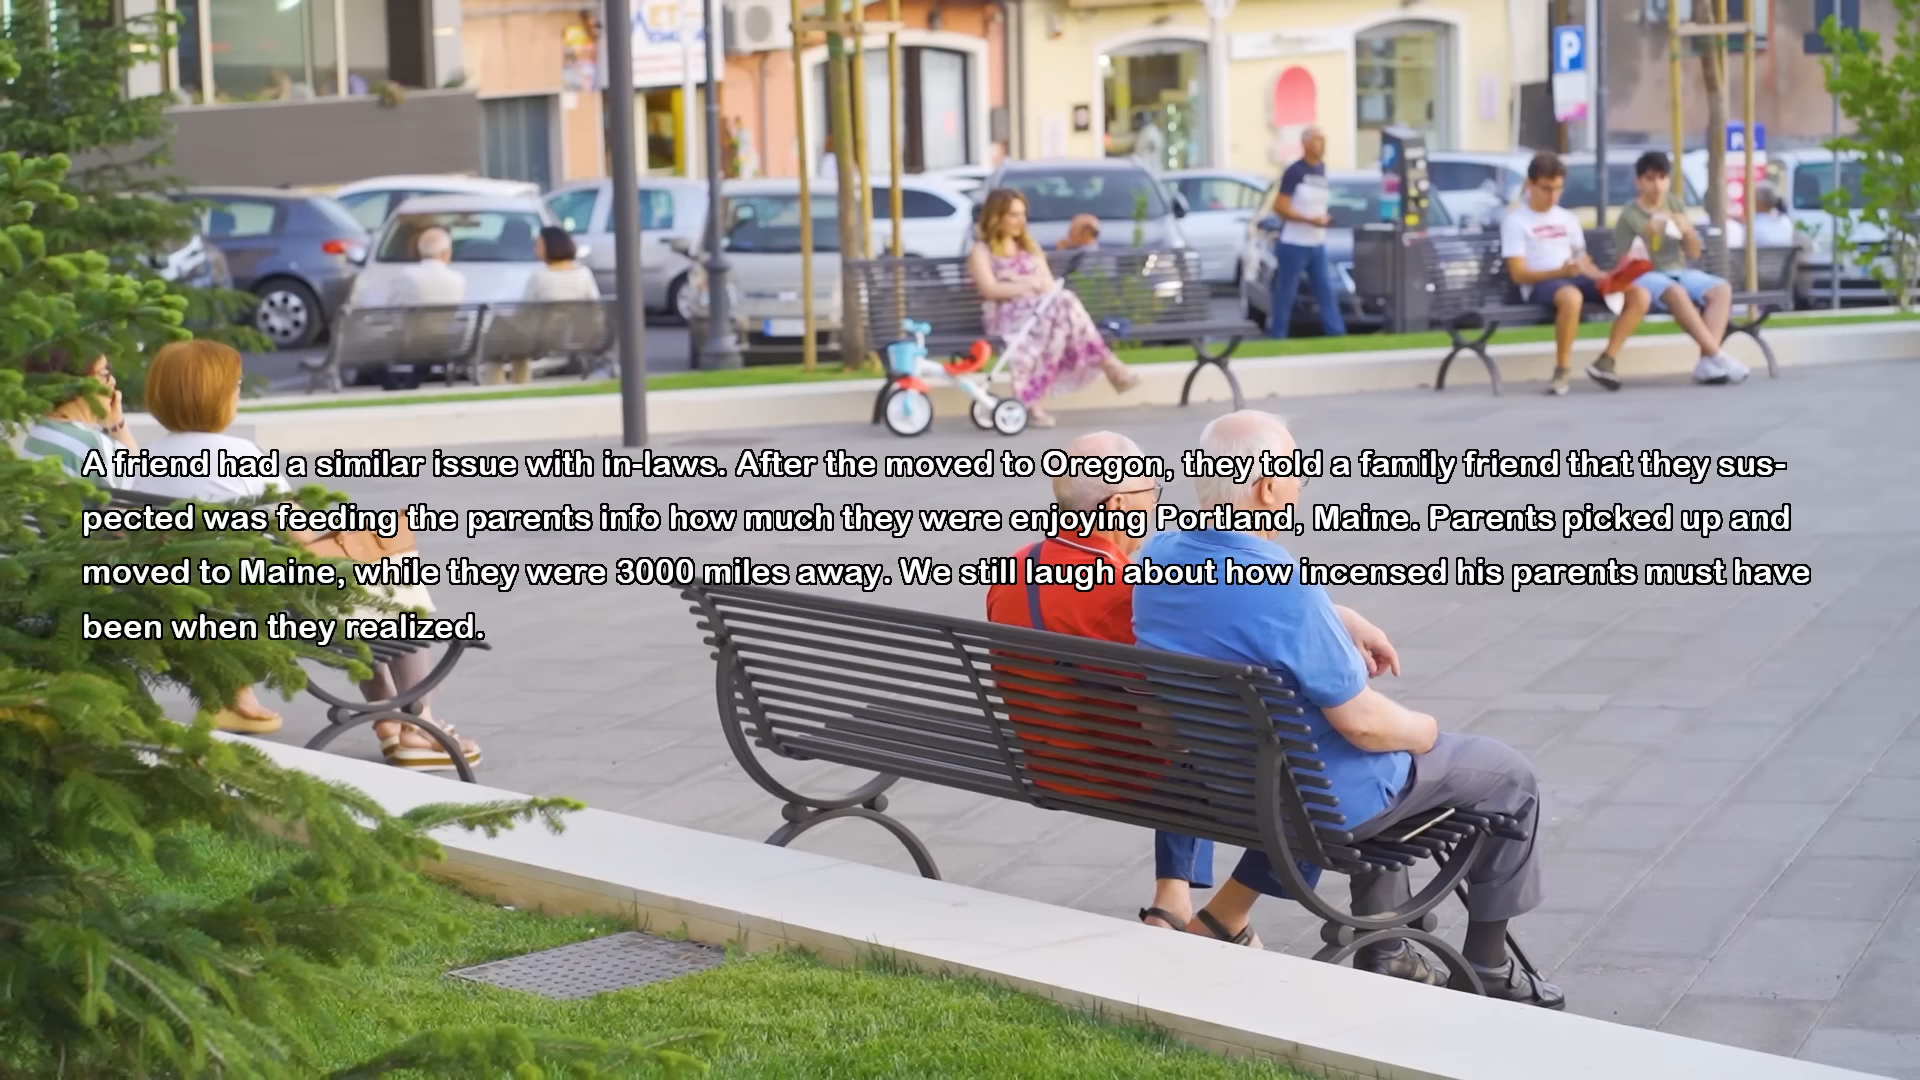 A friend had a similar issue with in-laws. After the moved to Oregon, they told a family friend that they sus-
pected was feeding the parents info how much they were enjoying Portland, Maine. Parents picked up and
moved to Maine, while they were 3000 miles away. We still laugh about how incensed his parents must have
been when they realized.
P